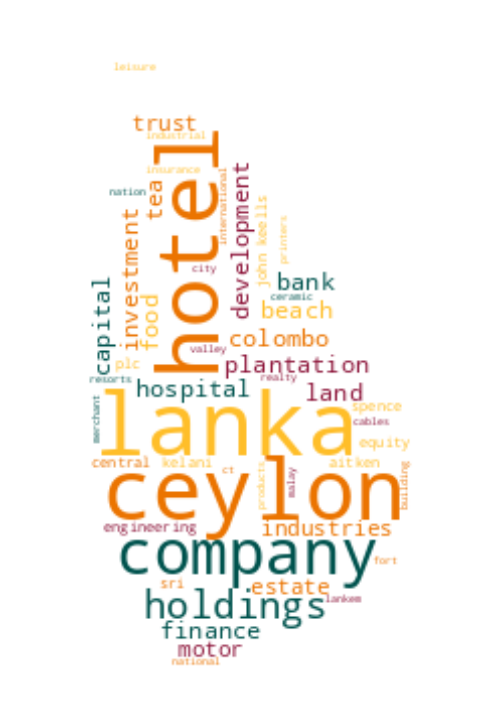 leisure
trust
industrial
hotel
insurance
international
development
nation
tea
investment
john keells
printers
city
capital
food
bank
ceramic
beach
colombo
valley
plc
plantation
resorts
realty
hospital
land
merchant
lanka
spence
cables
equity
central
kelani
ct
aitken
ceylon
products
malay
building
engineering
industries
company
fort
sri
estate
holdings
lankem
finance
motor
national